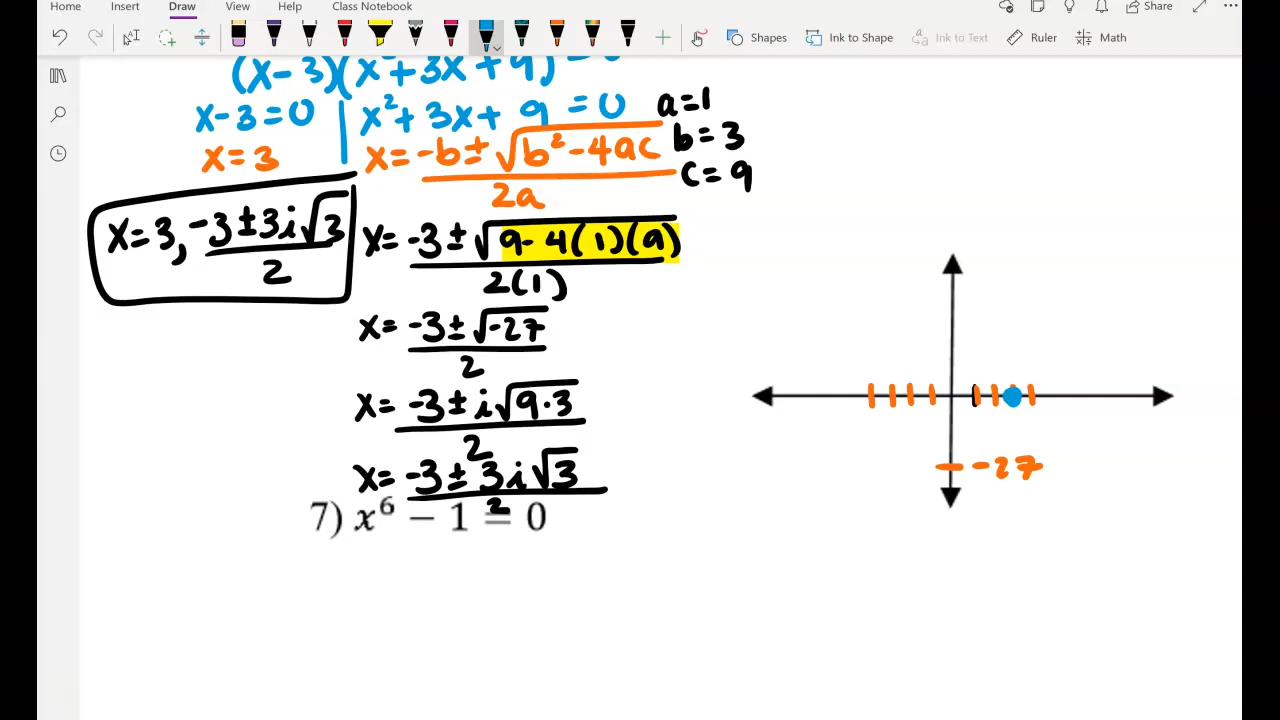 Home Insert Draw View Help Class Notebook Share
Shapes Ink to Shape Ink to Text Ruler Math
(x-3)(x²+3x+9)=0
x-3=0 x²+3x+9=0 a=1
b=3
x=3 x=-b±√b²-4ac
2a
c=9
x=3, -3±3i√3
2
x=-3±√9-4(1)(9)
2(1)
x=-3±√-27
2
x=-3±i√9·3
2
x=-3±3i√3
2
-27
7) x⁶ − 1 = 0